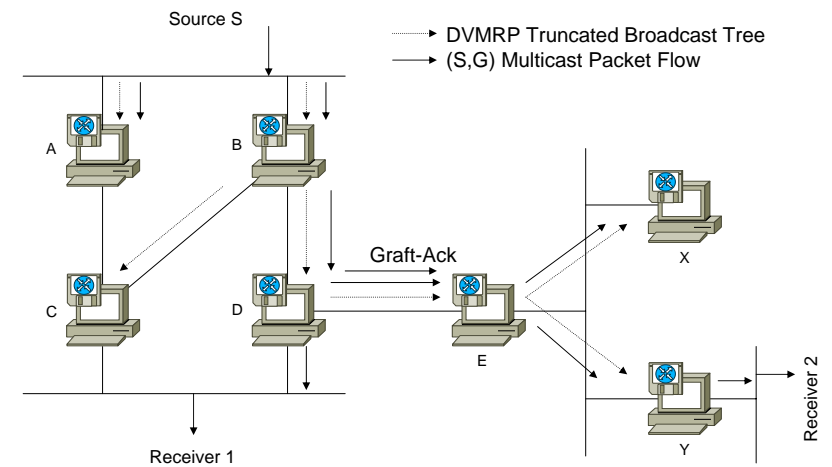 Source S
DVMRP Truncated Broadcast Tree
(S,G) Multicast Packet Flow
A
B
Graft-Ack
X
C
D
E
Receiver 2
Y
Receiver 1